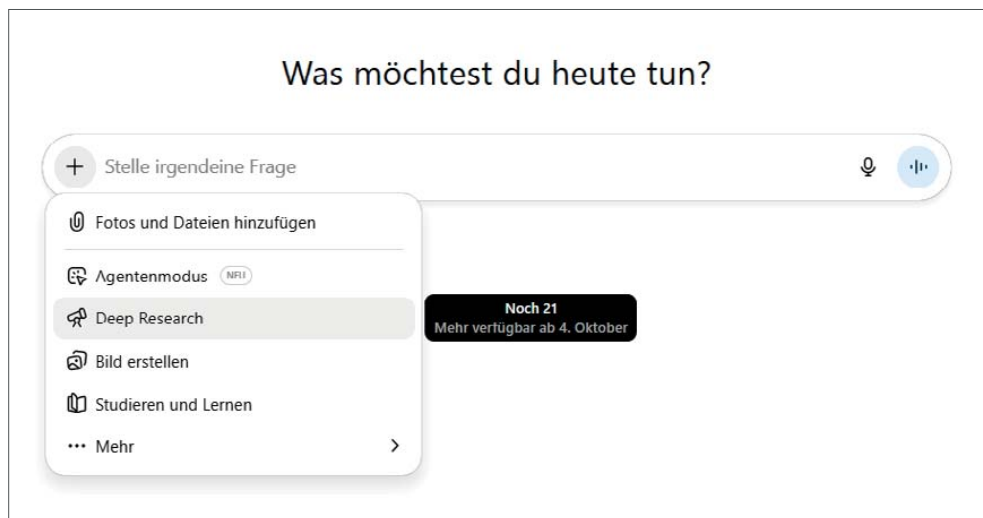 Was möchtest du heute tun?
Stelle irgendeine Frage
Fotos und Dateien hinzufügen
Agentenmodus NEU
Deep Research
Noch 21
Mehr verfügbar ab 4. Oktober
Bild erstellen
Studieren und Lernen
Mehr